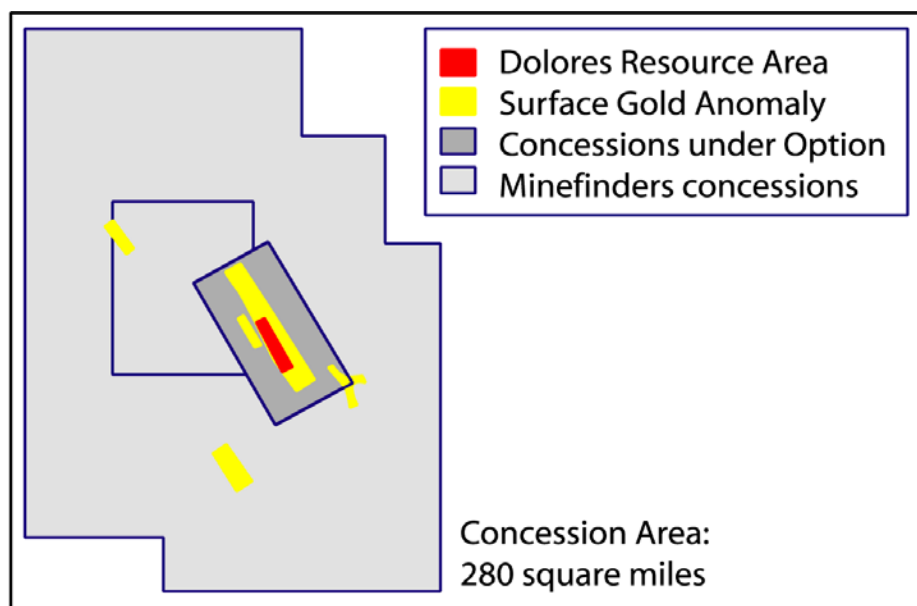 Dolores Resource Area
Surface Gold Anomaly
Concessions under Option
Minefinders concessions
Concession Area:
280 square miles